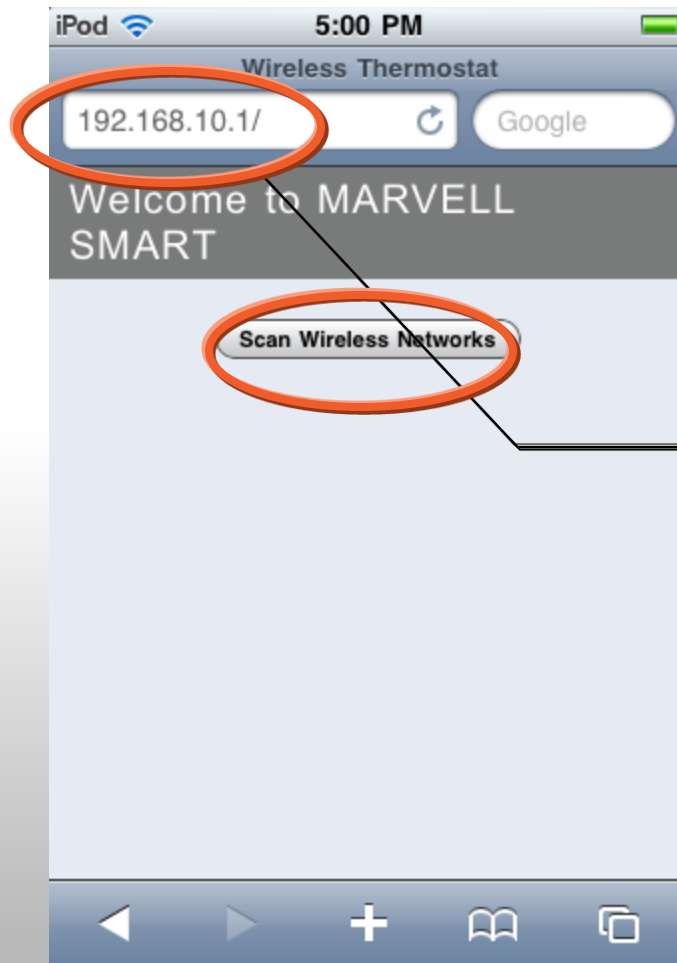 iPod 5:00 PM
Wireless Thermostat
192.168.10.1/ Google
Welcome to MARVELL
SMART
Scan Wireless Networks